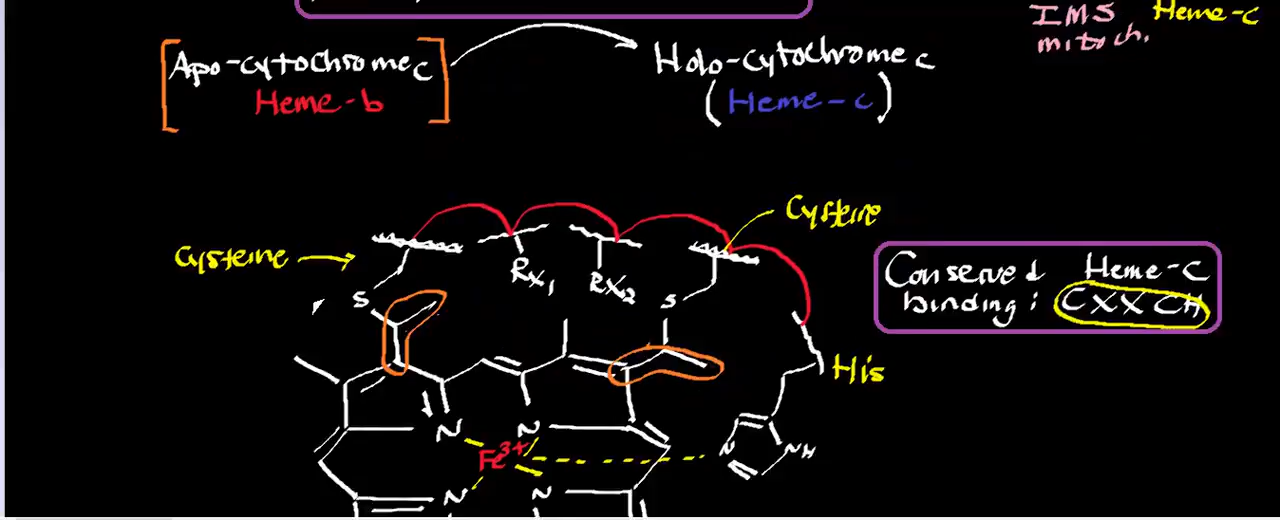 IMS Heme-c
mitoch.
Apo-cytochrome c
Heme-b
Holo-cytochrome c
(Heme-c)
Cysteine
Cysteine
Rx1
Rx2
S
S
Conserved Heme-C
binding: CXXCH
His
N
N
Fe3+
N
NH
N
N